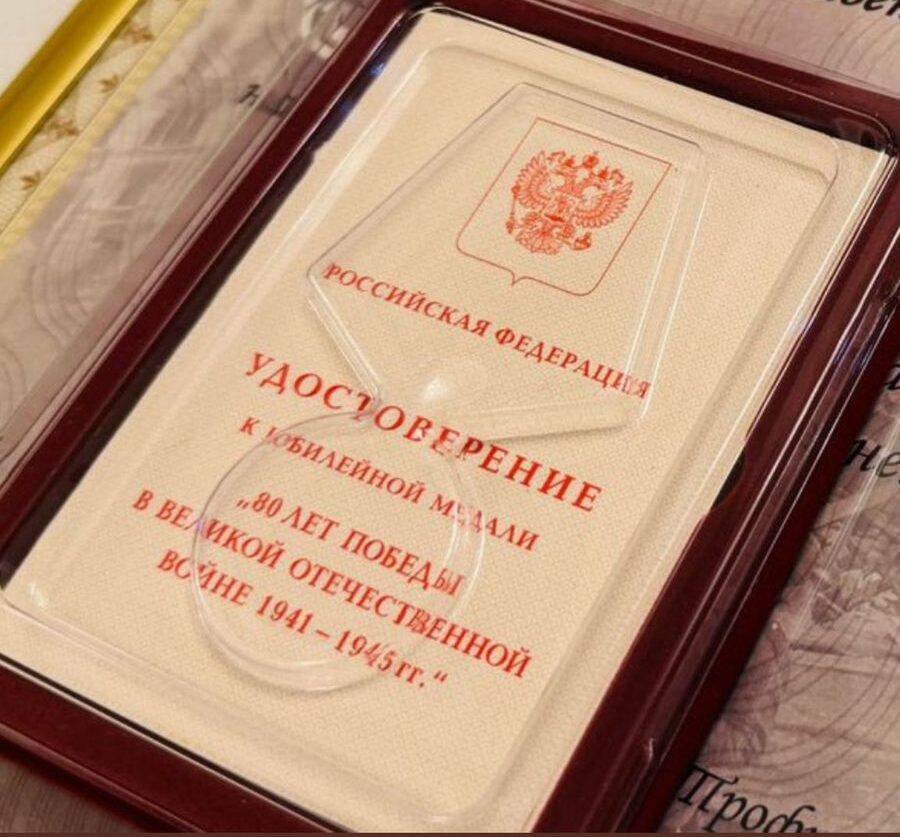 РОССИЙСКАЯ ФЕДЕРАЦИЯ
УДОСТОВЕРЕНИЕ
К ЮБИЛЕЙНОЙ МЕДАЛИ
„80 ЛЕТ ПОБЕДЫ
В ВЕЛИКОЙ ОТЕЧЕСТВЕННОЙ
ВОЙНЕ 1941 – 1945 гг.“